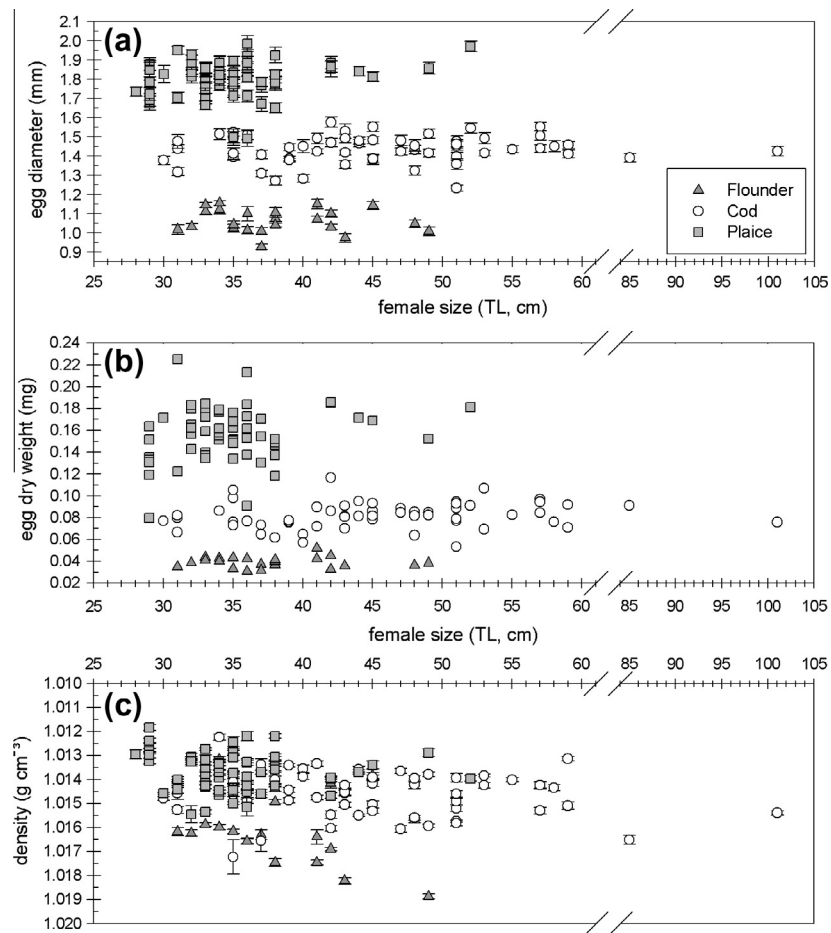 (a)
egg diameter (mm)
2.1
2.0
1.9
1.8
1.7
1.6
1.5
1.4
1.3
1.2
1.1
1.0
0.9
Flounder
Cod
Plaice
25 30 35 40 45 50 55 60 85 90 95 100 105
female size (TL, cm)
(b)
egg dry weight (mg)
0.24
0.22
0.20
0.18
0.16
0.14
0.12
0.10
0.08
0.06
0.04
0.02
25 30 35 40 45 50 55 60 85 90 95 100 105
female size (TL, cm)
25 30 35 40 45 50 55 60 85 90 95 100 105
(c)
density (g cm⁻³)
1.010
1.011
1.012
1.013
1.014
1.015
1.016
1.017
1.018
1.019
1.020